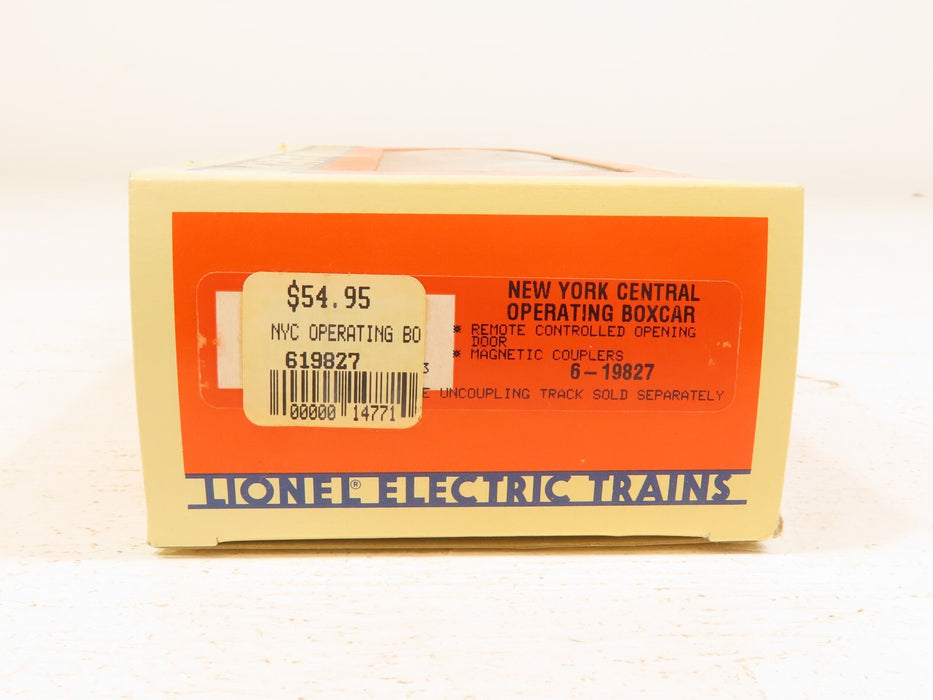 $54.95
NYC OPERATING BO
619827
00000 14771
NEW YORK CENTRAL
OPERATING BOXCAR
* REMOTE CONTROLLED OPENING
DOOR
* MAGNETIC COUPLERS
3
6-19827
E UNCOUPLING TRACK SOLD SEPARATELY
LIONEL® ELECTRIC TRAINS